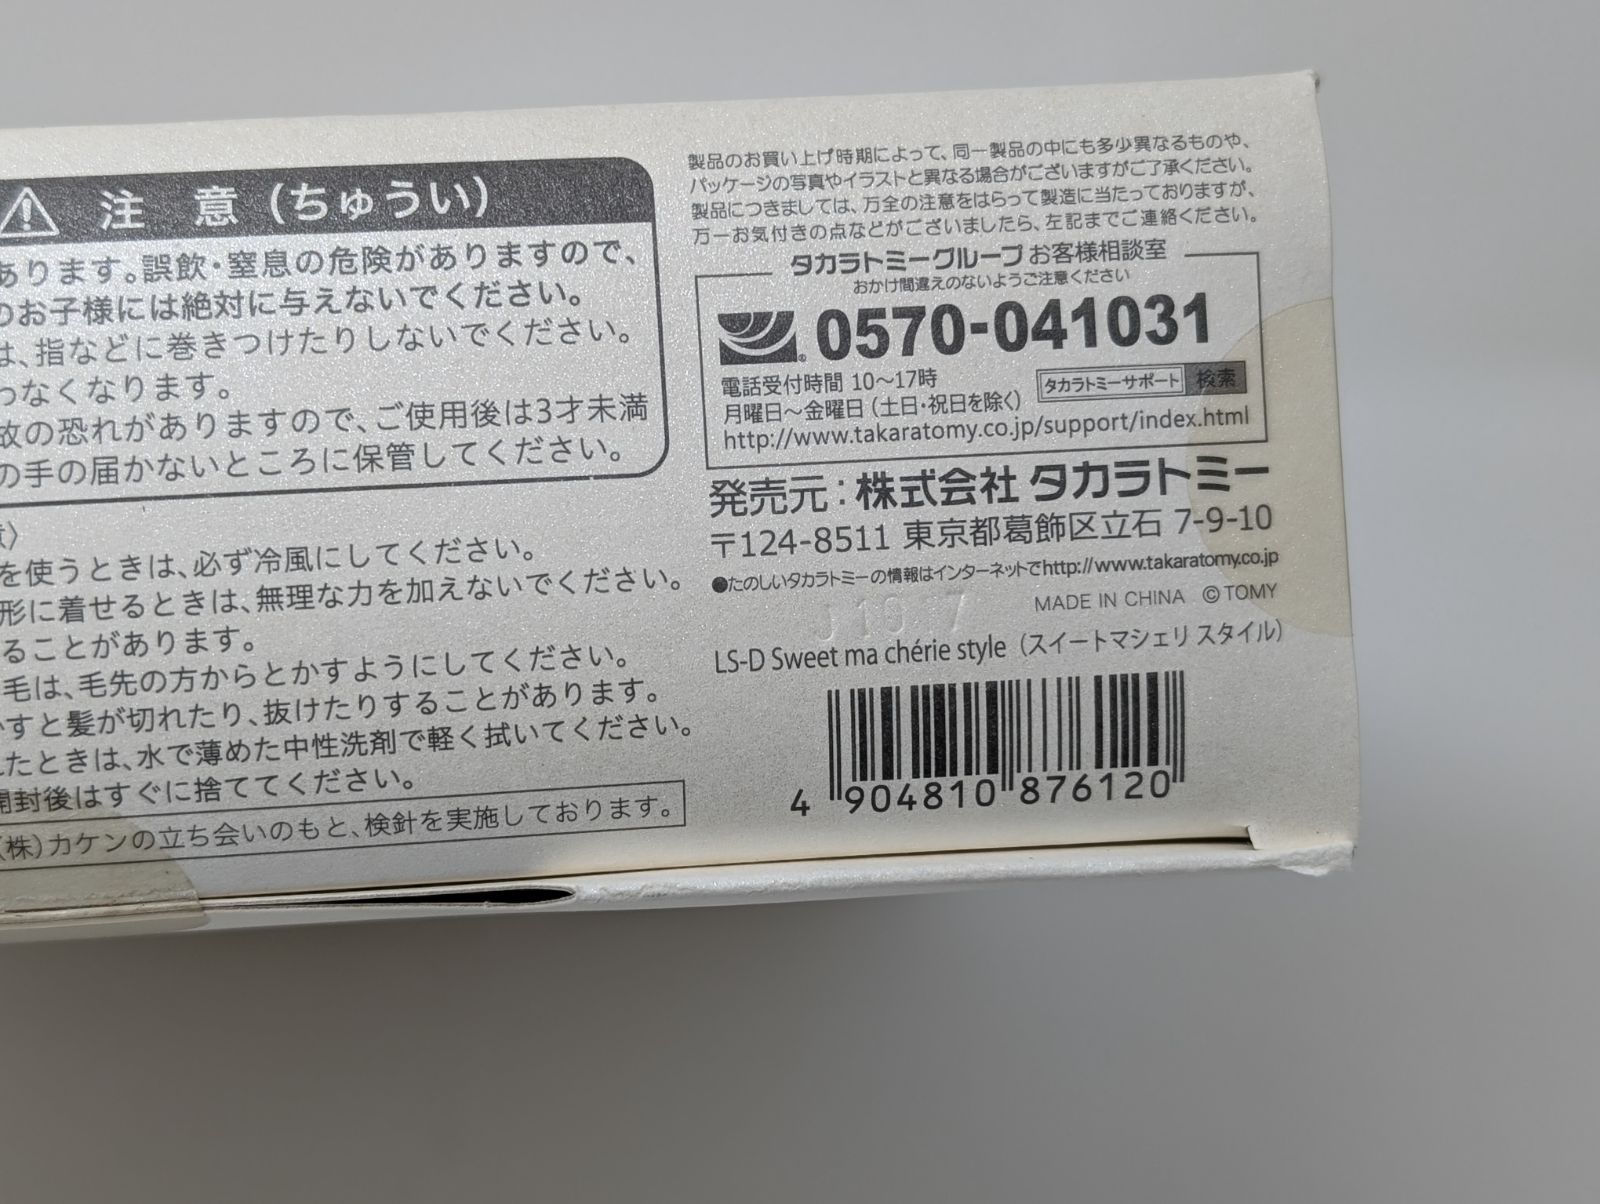 注 意（ちゅうい）
あります。誤飲・窒息の危険がありますので、
のお子様には絶対に与えないでください。
は、指などに巻きつけたりしないでください。
わなくなります。
故の恐れがありますので、ご使用後は3才未満
の手の届かないところに保管してください。
を使うときは、必ず冷風にしてください。
形に着せるときは、無理な力を加えないでください。
ることがあります。
毛は、毛先の方からとかすようにしてください。
かすと髪が切れたり、抜けたりすることがあります。
れたときは、水で薄めた中性洗剤で軽く拭いてください。
開封後はすぐに捨ててください。
(株)カケンの立ち会いのもと、検針を実施しております。
製品のお買い上げ時期によって、同一製品の中にも多少異なるものや、
パッケージの写真やイラストと異なる場合がございますがご了承ください。
製品につきましては、万全の注意をはらって製造に当たっておりますが、
万一お気付きの点などがございましたら、左記までご連絡ください。
タカラトミーグループ お客様相談室
おかけ間違えのないようご注意ください
0570-041031
電話受付時間 10〜17時
月曜日〜金曜日（土日・祝日を除く）
タカラトミーサポート 検索
http://www.takaratomy.co.jp/support/index.html
発売元：株式会社 タカラトミー
〒124-8511 東京都葛飾区立石 7-9-10
●たのしいタカラトミーの情報はインターネットでhttp://www.takaratomy.co.jp
MADE IN CHINA ©TOMY
LS-D Sweet ma chérie style（スイートマシェリ スタイル）
4 904810 876120